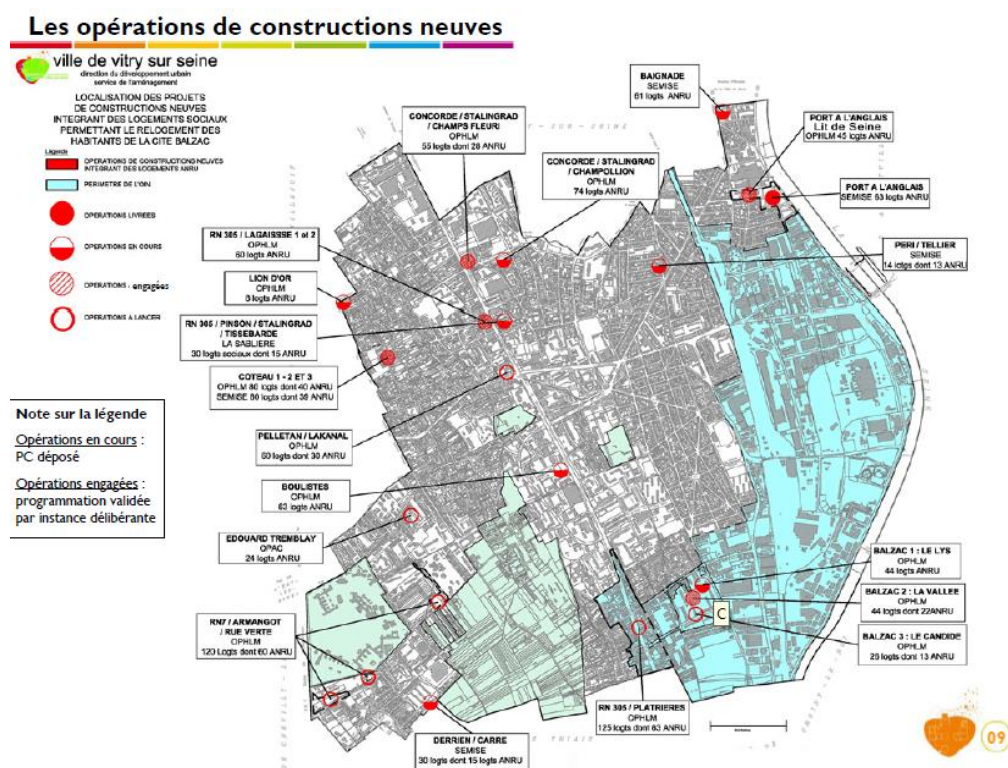 Les opérations de constructions neuves
ville de vitry sur seine
direction du développement urbain
service de l'aménagement
LOCALISATION DES PROJETS
DE CONSTRUCTIONS NEUVES
INTEGRANT DES LOGEMENTS SOCIAUX
PERMETTANT LE RELOGEMENT DES
HABITANTS DE LA CITE BALZAC
Légende
OPERATIONS DE CONSTRUCTIONS NEUVES
INTEGRANT DES LOGEMENTS ANRU
PERIMETRE DE L'OIN
OPERATIONS LIVREES
OPERATIONS EN COURS
OPERATIONS : engagées
OPERATIONS A LANCER
Note sur la légende
Opérations en cours :
PC déposé
Opérations engagées :
programmation validée
par instance délibérante
BAIGNADE
SEMISE
61 logts ANRU
CONCORDE / STALINGRAD
/ CHAMPS FLEURI
OPHLM
55 logts dont 28 ANRU
PORT A L'ANGLAIS
Lit de Seine
OPHLM 45 logts ANRU
CONCORDE / STALINGRAD
/ CHAMPOLLION
OPHLM
74 logts ANRU
PORT A L'ANGLAIS
SEMISE 63 logts ANRU
RN 305 / LAGAISSSE 1 et 2
OPHLM
60 logts ANRU
PERI / TELLIER
SEMISE
14 lotgs dont 13 ANRU
LION D'OR
OPHLM
8 logts ANRU
RN 305 / PINSON / STALINGRAD
/ TISSEBARDE
LA SABLIERE
30 logts sociaux dont 15 ANRU
COTEAU 1 - 2 ET 3
OPHLM 80 logts dont 40 ANRU
SEMISE 60 logts dont 39 ANRU
PELLETAN / LAKANAL
OPHLM
60 logts dont 30 ANRU
BOULISTES
OPHLM
63 logts ANRU
EDOUARD TREMBLAY
OPAC
24 logts ANRU
BALZAC 1 : LE LYS
OPHLM
44 logts ANRU
BALZAC 2 : LA VALLEE
OPHLM
44 logts dont 22ANRU
C
BALZAC 3 : LE CANDIDE
OPHLM
26 logts dont 13 ANRU
RN7 / ARMANGOT
/ RUE VERTE
OPHLM
120 Logts dont 60 ANRU
RN 305 / PLATRIERES
OPHLM
125 logts dont 63 ANRU
DERRIEN / CARRE
SEMISE
30 logts dont 15 logts ANRU
SEINE
09